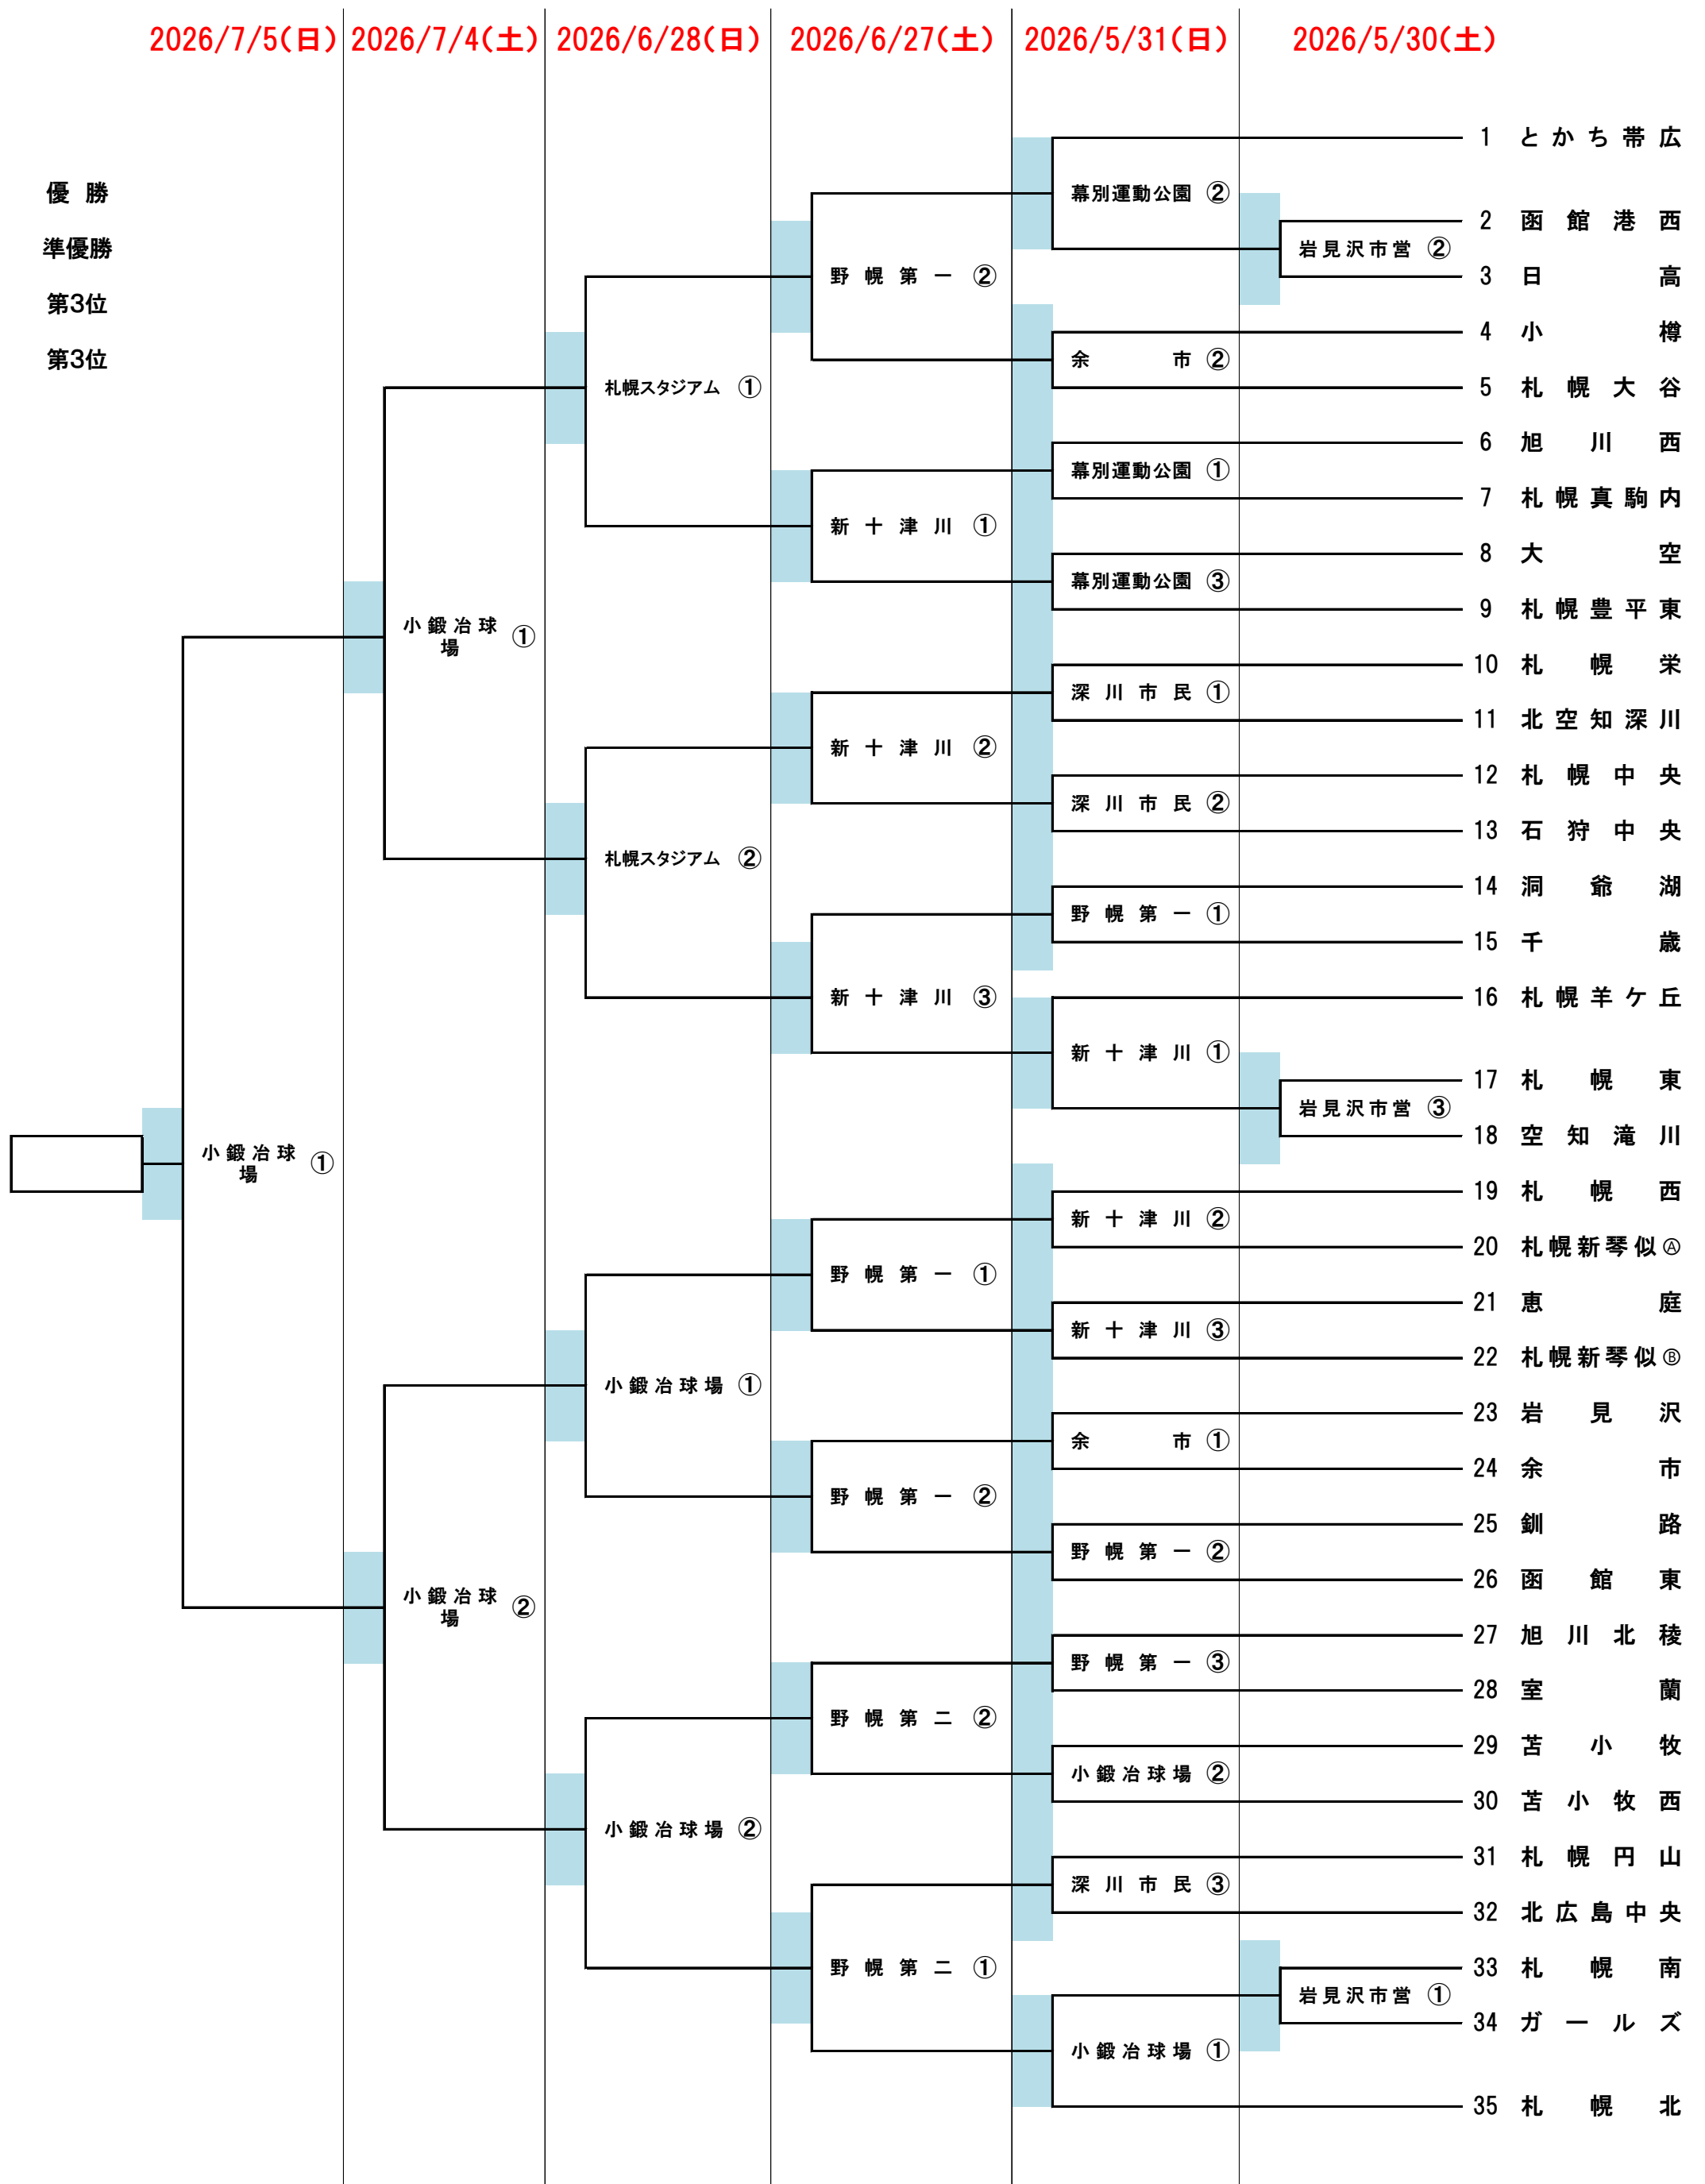 2026/7/5(日) 2026/7/4(土) 2026/6/28(日) 2026/6/27(土) 2026/5/31(日) 2026/5/30(土)
優勝
準優勝
第3位
第3位
1 とかち帯広
幕別運動公園 ②
2 函館港西
岩見沢市営 ②
3 日高
野幌第一 ②
4 小樽
余市 ②
5 札幌大谷
札幌スタジアム ①
6 旭川西
幕別運動公園 ①
7 札幌真駒内
新十津川 ①
8 大空
幕別運動公園 ③
9 札幌豊平東
小鍛冶球
場 ①
10 札幌栄
深川市民 ①
11 北空知深川
新十津川 ②
12 札幌中央
深川市民 ②
13 石狩中央
札幌スタジアム ②
14 洞爺湖
野幌第一 ①
15 千歳
新十津川 ③
16 札幌羊ケ丘
新十津川 ①
17 札幌東
岩見沢市営 ③
18 空知滝川
小鍛冶球
場 ①
19 札幌西
新十津川 ②
20 札幌新琴似Ⓐ
野幌第一 ①
21 恵庭
新十津川 ③
22 札幌新琴似Ⓑ
小鍛冶球場 ①
23 岩見沢
余市 ①
24 余市
野幌第一 ②
25 釧路
野幌第一 ②
26 函館東
小鍛冶球
場 ②
27 旭川北稜
野幌第一 ③
28 室蘭
野幌第二 ②
29 苫小牧
小鍛冶球場 ②
30 苫小牧西
小鍛冶球場 ②
31 札幌円山
深川市民 ③
32 北広島中央
野幌第二 ①
33 札幌南
岩見沢市営 ①
34 ガールズ
小鍛冶球場 ①
35 札幌北